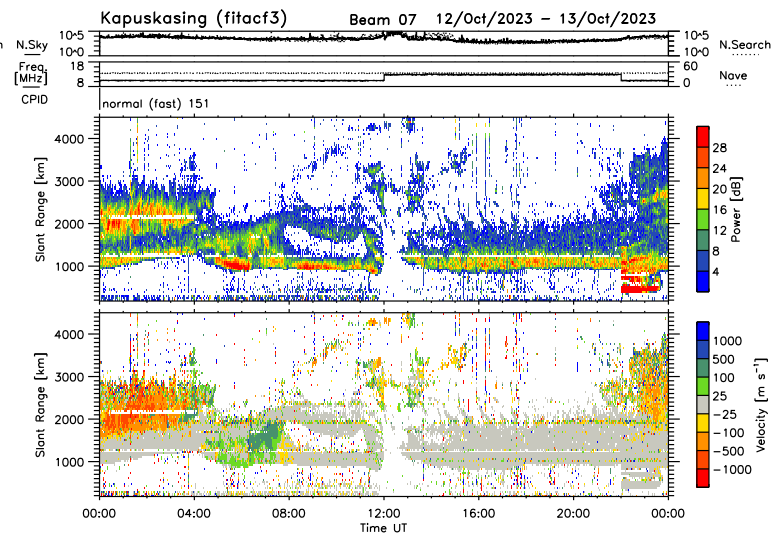 Kapuskasing (fitacf3) Beam 07 12/Oct/2023 − 13/Oct/2023
n N.Sky 10^5 10^0 10^5 10^0 N.Search
Freq. [MHz] 18 8 60 0 Nave
CPID normal (fast) 151
Slant Range [km]
4000
3000
2000
1000
28
24
20
16
12
8
4
Power [dB]
Slant Range [km]
4000
3000
2000
1000
1000
500
100
25
−25
−100
−500
−1000
Velocity [m s⁻¹]
00:00 04:00 08:00 12:00 16:00 20:00 00:00
Time UT